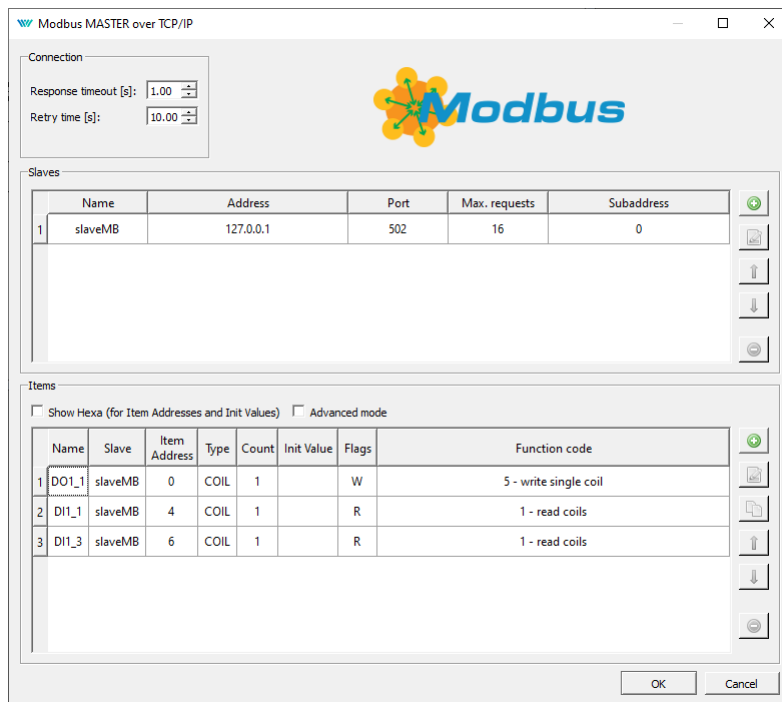 Modbus MASTER over TCP/IP
Connection
Response timeout [s]: 1.00
Retry time [s]: 10.00
Modbus
Slaves
Name Address Port Max. requests Subaddress
1 slaveMB 127.0.0.1 502 16 0
Items
Show Hexa (for Item Addresses and Init Values) Advanced mode
Name Slave Item Address Type Count Init Value Flags Function code
1 DO1_1 slaveMB 0 COIL 1 W 5 - write single coil
2 DI1_1 slaveMB 4 COIL 1 R 1 - read coils
3 DI1_3 slaveMB 6 COIL 1 R 1 - read coils
OK Cancel